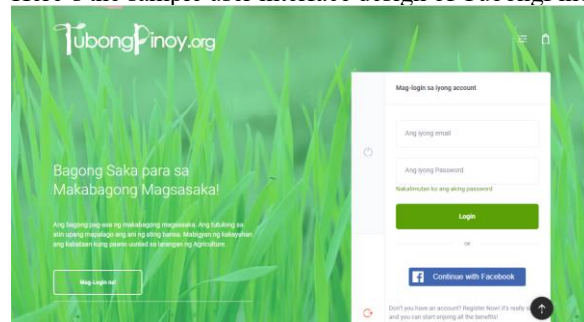 TubongPinoy.org
Mag-login sa iyong account
Ang iyong email
Ang iyong Password
Nakalimutan ko ang aking password
Login
or
Continue with Facebook
Don't you have an account? Register Now! it's really
and you can start enjoying all the benefits!
Bagong Saka para sa
Makabagong Magsasaka!
Ang bagong pag-asa ng makabagong magsasaka. Ang tutulong sa
atin upang mapalago ang ani ng ating bansa. Mabigyan ng kakayahan
ang kabataan kung paano uunlad sa larangan ng Agriculture.
Mag-Login na!